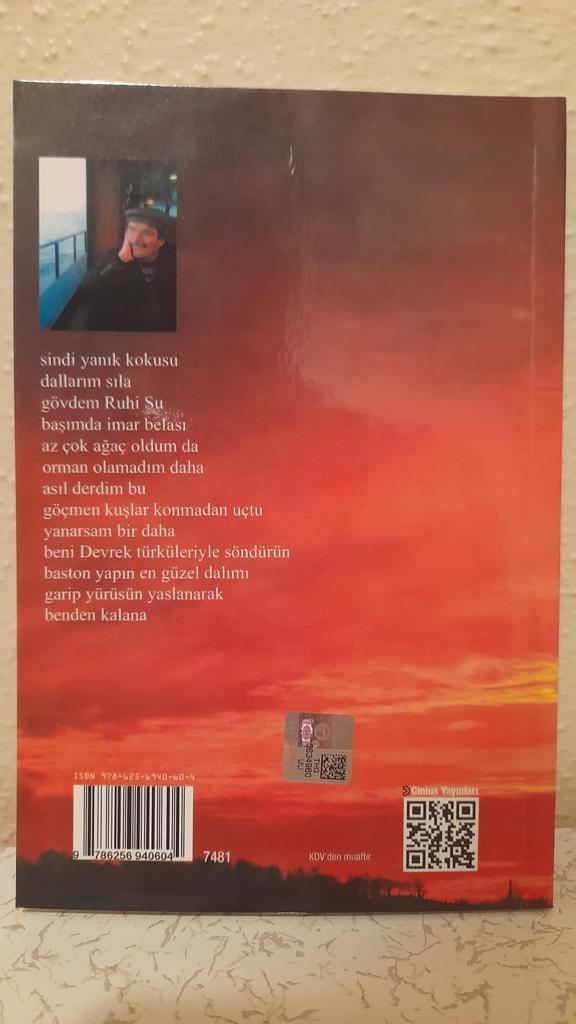 sindi yanık kokusu
dallarım sıla
gövdem Ruhi Su
başımda imar belası
az çok ağaç oldum da
orman olamadım daha
asıl derdim bu
göçmen kuşlar konmadan uçtu
yanarsam bir daha
beni Devrek türküleriyle söndürün
baston yapın en güzel dalımı
garip yürüsün yaslanarak
benden kalana
ISBN 978-625-6940-60-4
9 786256 940604
7481
KDV'den muaftır.
Cinius Yayınları